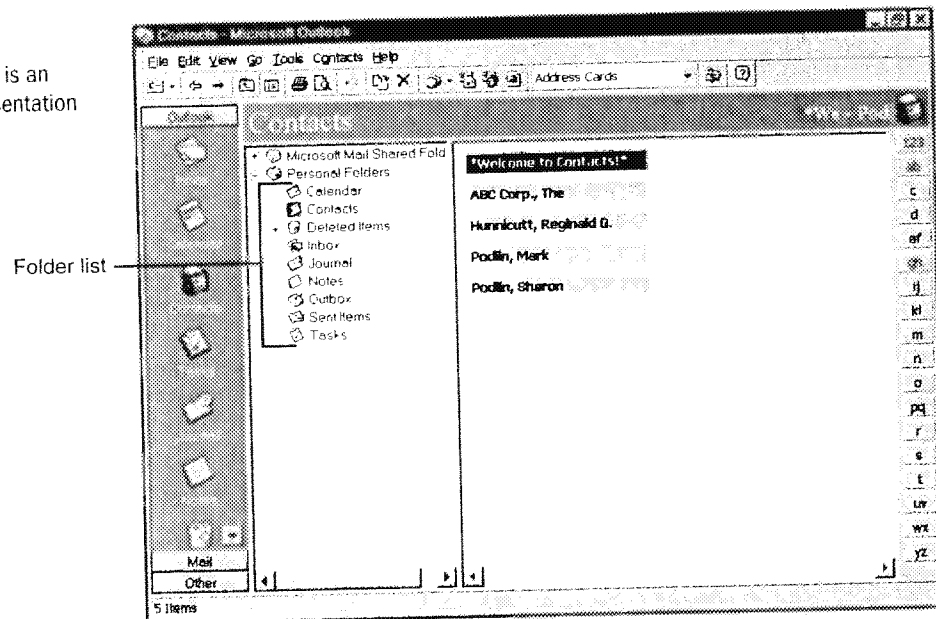 is an
sentation
Folder list
Contacts - Microsoft Outlook
File Edit View Go Tools Contacts Help
Address Cards
Outlook
Contacts
Microsoft Mail Shared Fold
Personal Folders
Calendar
Contacts
Deleted Items
Inbox
Journal
Notes
Outbox
Sent Items
Tasks
*Welcome to Contacts!*
ABC Corp., The
Hunnicutt, Reginald
Podlin, Mark
Podlin, Sharon
123
ab
c
d
ef
gh
ij
kl
m
n
o
pq
r
s
t
uv
wx
yz
Mail
Other
5 Items